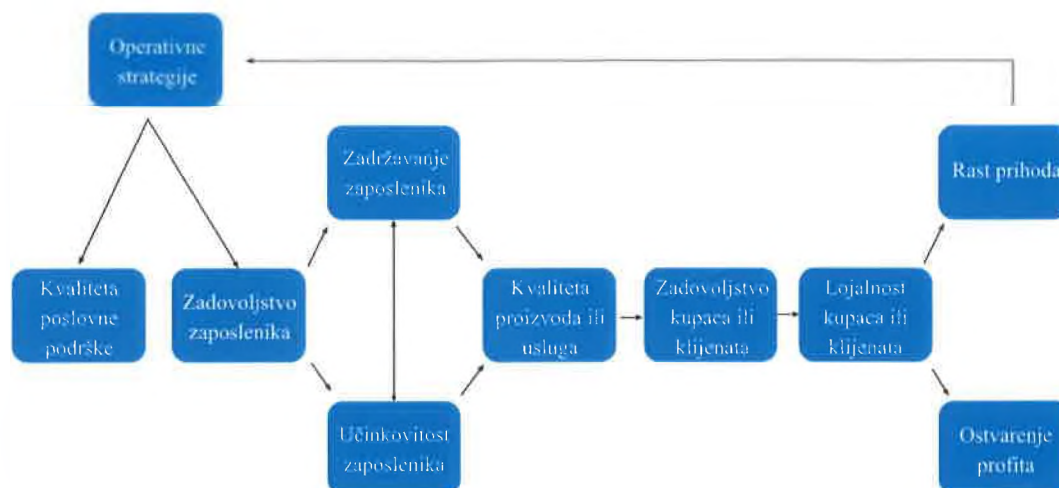 Operativne
strategije
Zadržavanje
zaposlenika
Rast prihoda
Kvaliteta
poslovne
podrške
Zadovoljstvo
zaposlenika
Kvaliteta
proizvoda ili
usluga
Zadovoljstvo
kupaca ili
klijenata
Lojalnost
kupaca ili
klijenata
Učinkovitost
zaposlenika
Ostvarenje
profita